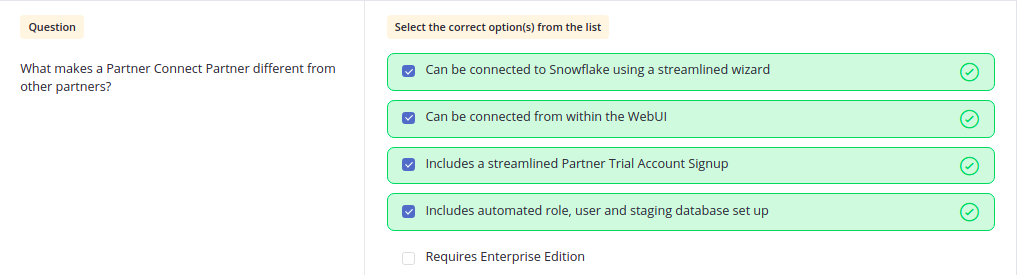 Question
What makes a Partner Connect Partner different from
other partners?
Select the correct option(s) from the list
Can be connected to Snowflake using a streamlined wizard
Can be connected from within the WebUI
Includes a streamlined Partner Trial Account Signup
Includes automated role, user and staging database set up
Requires Enterprise Edition